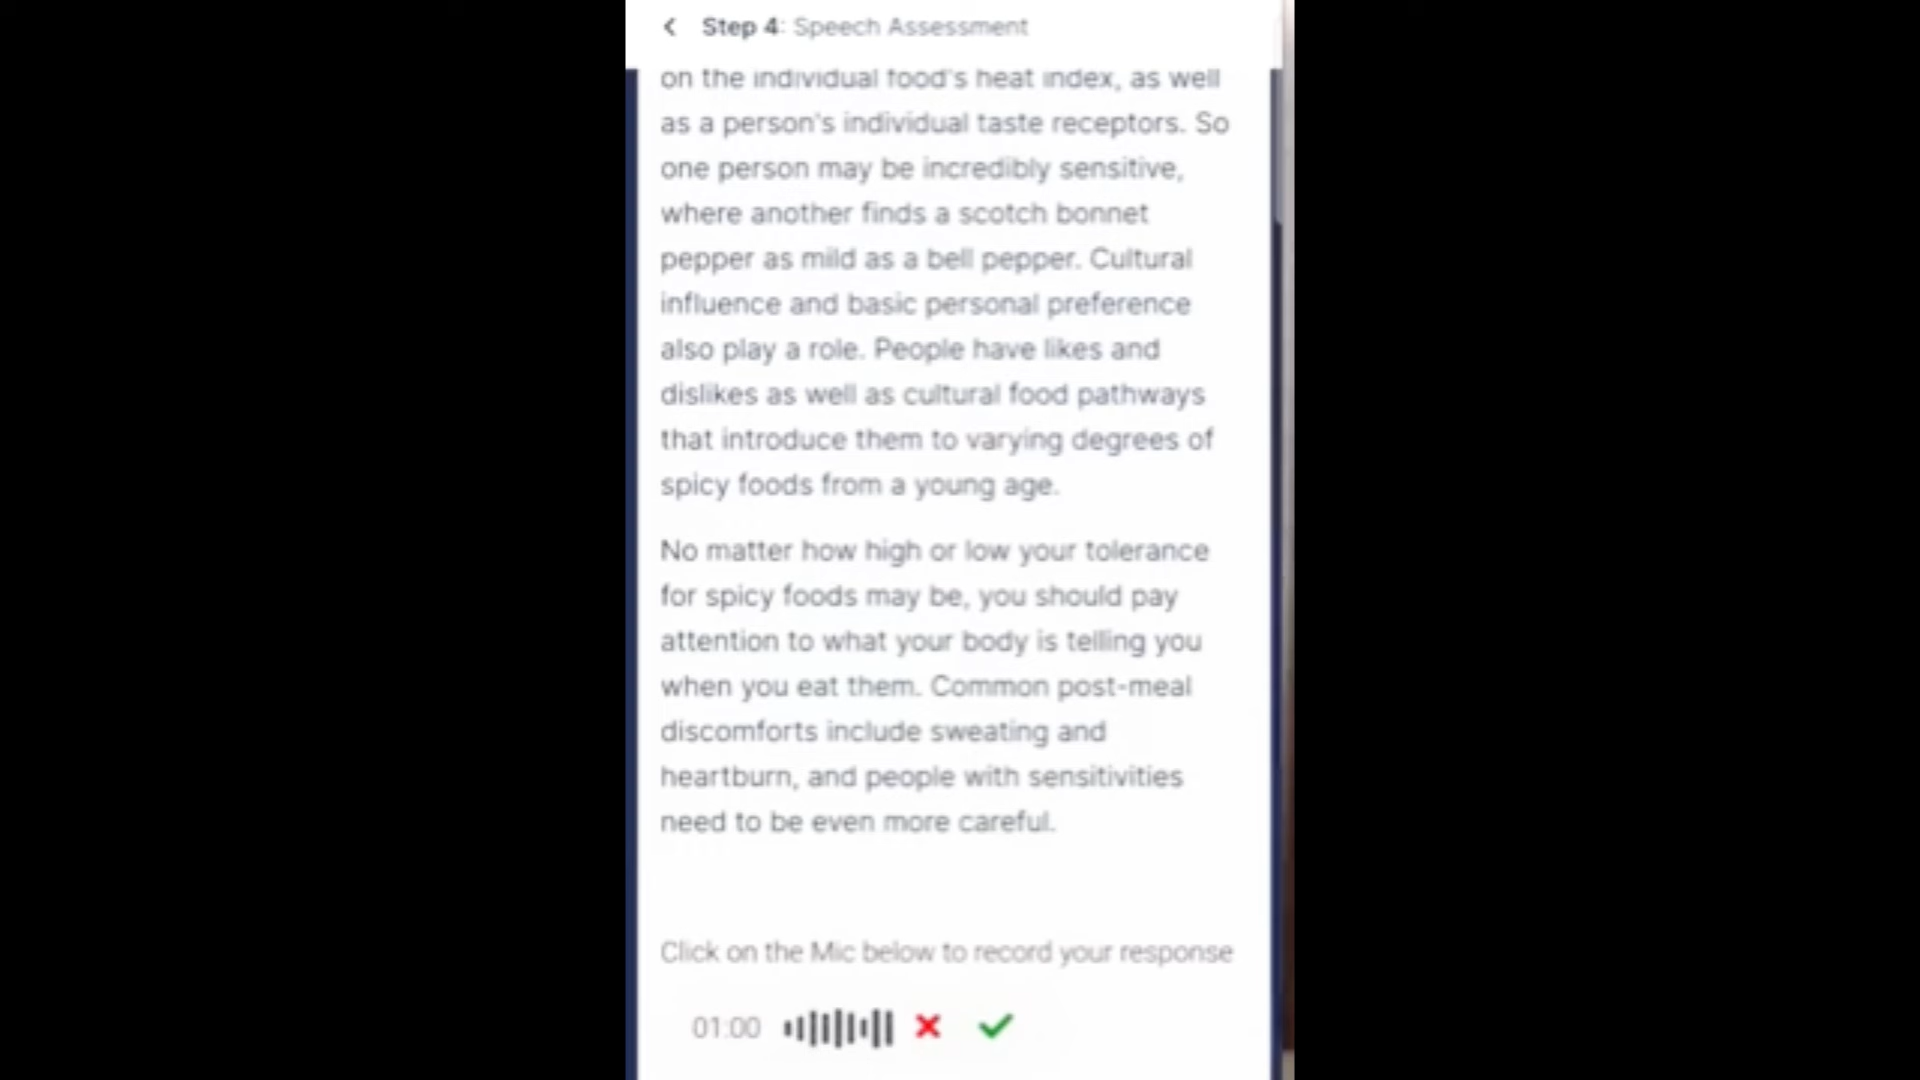 Step 4: Speech Assessment
on the individual food's heat index, as well
as a person's individual taste receptors. So
one person may be incredibly sensitive,
where another finds a scotch bonnet
pepper as mild as a bell pepper. Cultural
influence and basic personal preference
also play a role. People have likes and
dislikes as well as cultural food pathways
that introduce them to varying degrees of
spicy foods from a young age.
No matter how high or low your tolerance
for spicy foods may be, you should pay
attention to what your body is telling you
when you eat them. Common post-meal
discomforts include sweating and
heartburn, and people with sensitivities
need to be even more careful.
Click on the Mic below to record your response
01:00